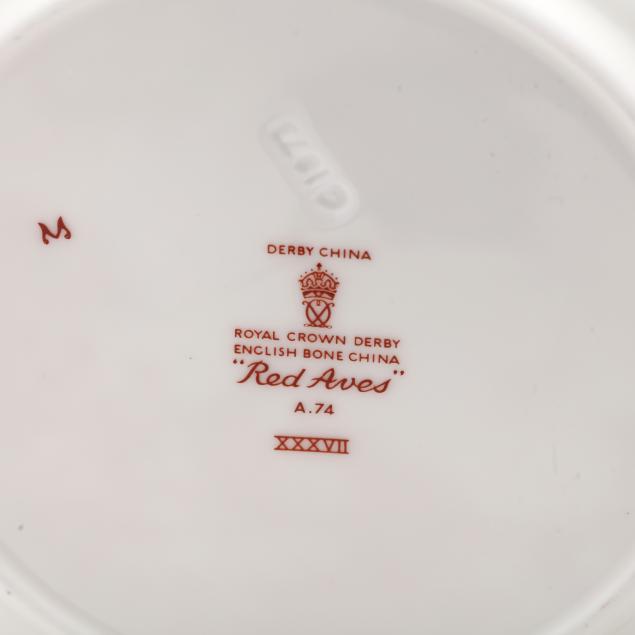 DERBY CHINA
ROYAL CROWN DERBY
ENGLISH BONE CHINA
"Red Aves"
A.74
XXXVII
M